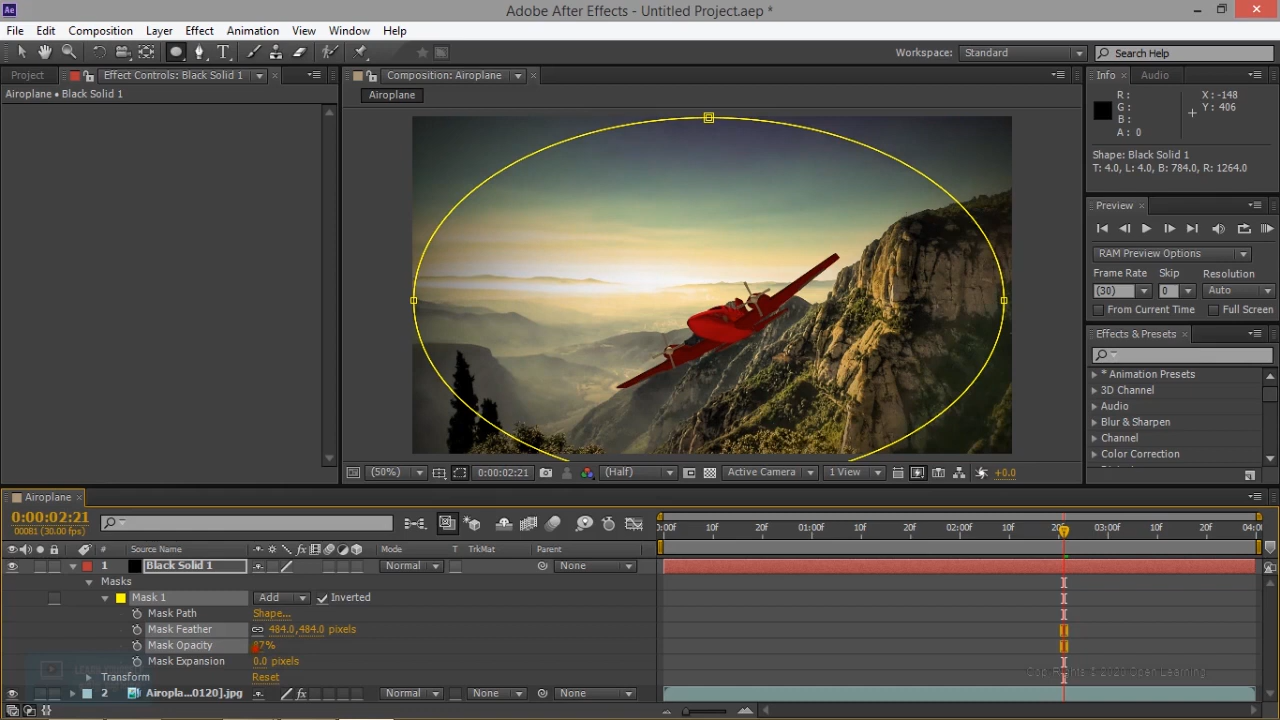 Adobe After Effects - Untitled Project.aep *
File Edit Composition Layer Effect Animation View Window Help
Workspace: Standard Search Help
Project Effect Controls: Black Solid 1 Composition: Airoplane Info Audio
Airoplane • Black Solid 1
Airoplane
R : X : -148
G : Y : 406
B :
A : 0
Shape: Black Solid 1
T: 4.0, L: 4.0, B: 784.0, R: 1264.0
Preview
RAM Preview Options
Frame Rate Skip Resolution
(30) 0 Auto
From Current Time Full Screen
Effects & Presets
* Animation Presets
3D Channel
Audio
Blur & Sharpen
Channel
Color Correction
(50%) 0:00:02:21 (Half) Active Camera 1 View +0.0
Airoplane
0:00:02:21
00081 (30.00 fps)
:00F 10F 20F 01:00F 10F 20F 02:00F 10F 20F 03:00F 10F 20F 04:00F
# Source Name Mode T TrkMat Parent
1 Black Solid 1 Normal None
Masks
Mask 1 Add Inverted
Mask Path Shape...
Mask Feather 484.0,484.0 pixels
Mask Opacity
Mask Expansion 0.0 pixels
Transform Reset
2 Airopla...0120].jpg Normal None None
Cop Rights © 2020 Open Learning